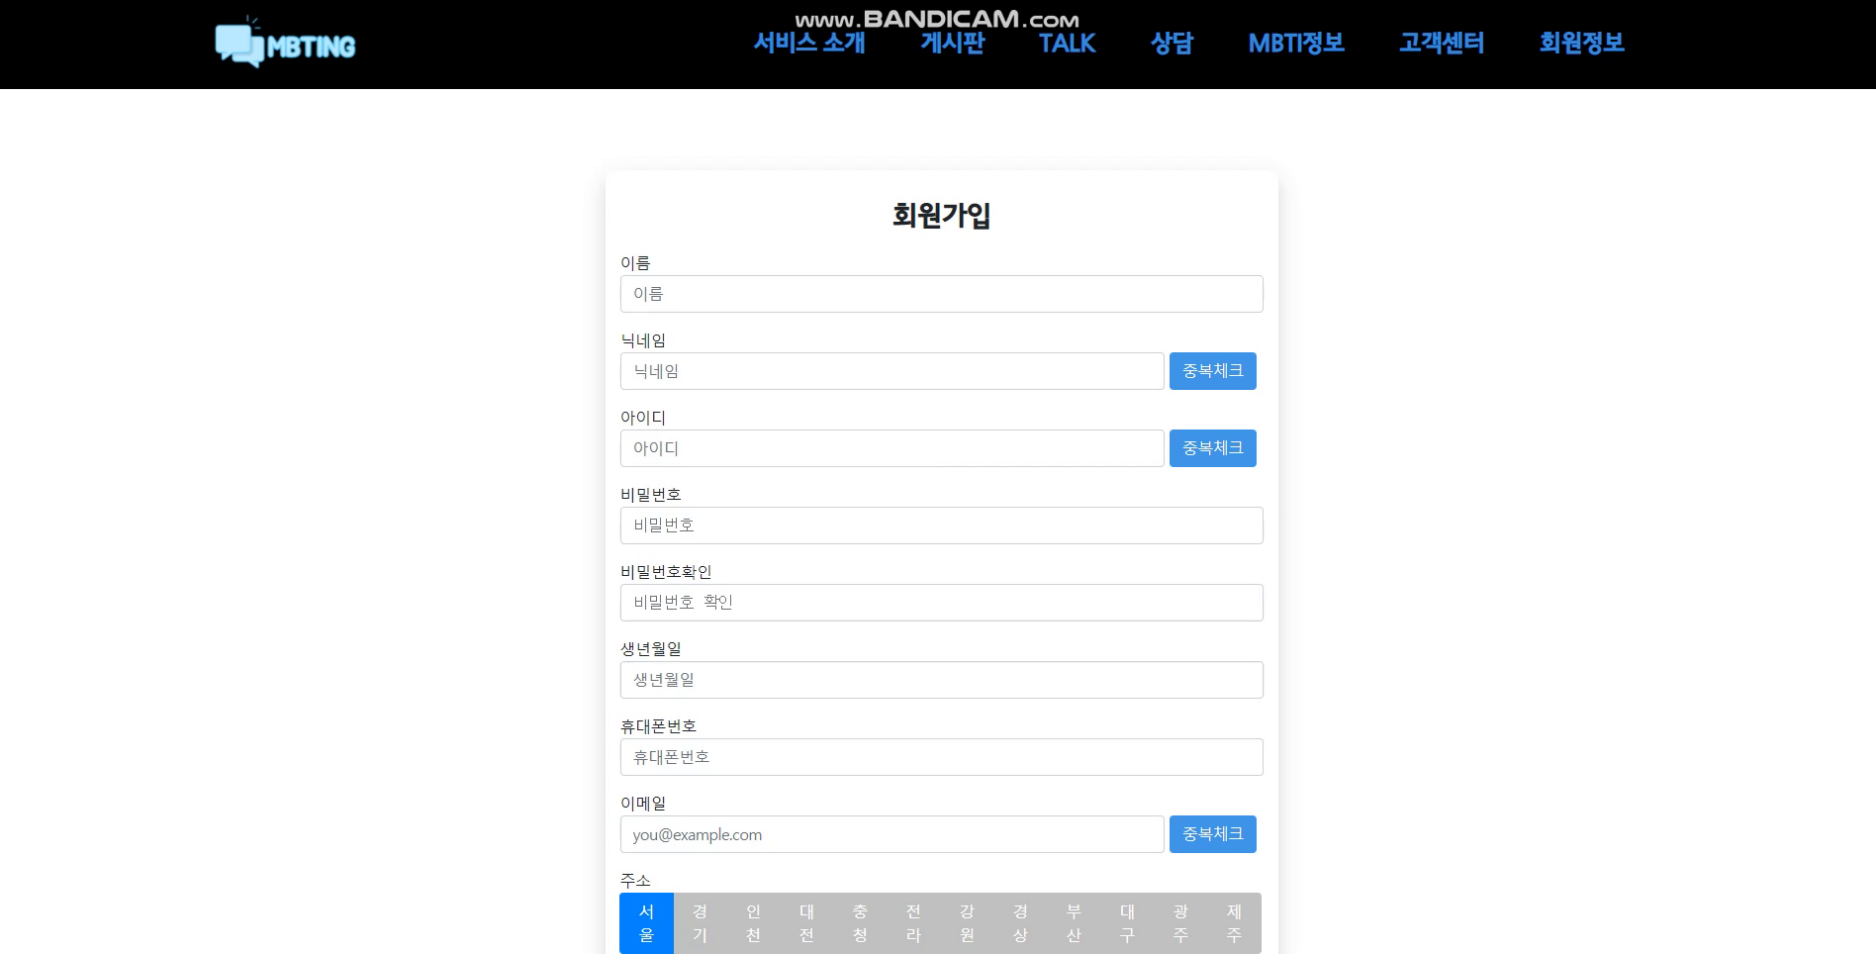 www.BANDICAM.com
MBTING
서비스 소개 게시판 TALK 상담 MBTI정보 고객센터 회원정보
회원가입
이름
이름
닉네임
닉네임 중복체크
아이디
아이디 중복체크
비밀번호
비밀번호
비밀번호확인
비밀번호 확인
생년월일
생년월일
휴대폰번호
휴대폰번호
이메일
you@example.com 중복체크
주소
서울 경기 인천 대전 충청 전라 강원 경상 부산 대구 광주 제주